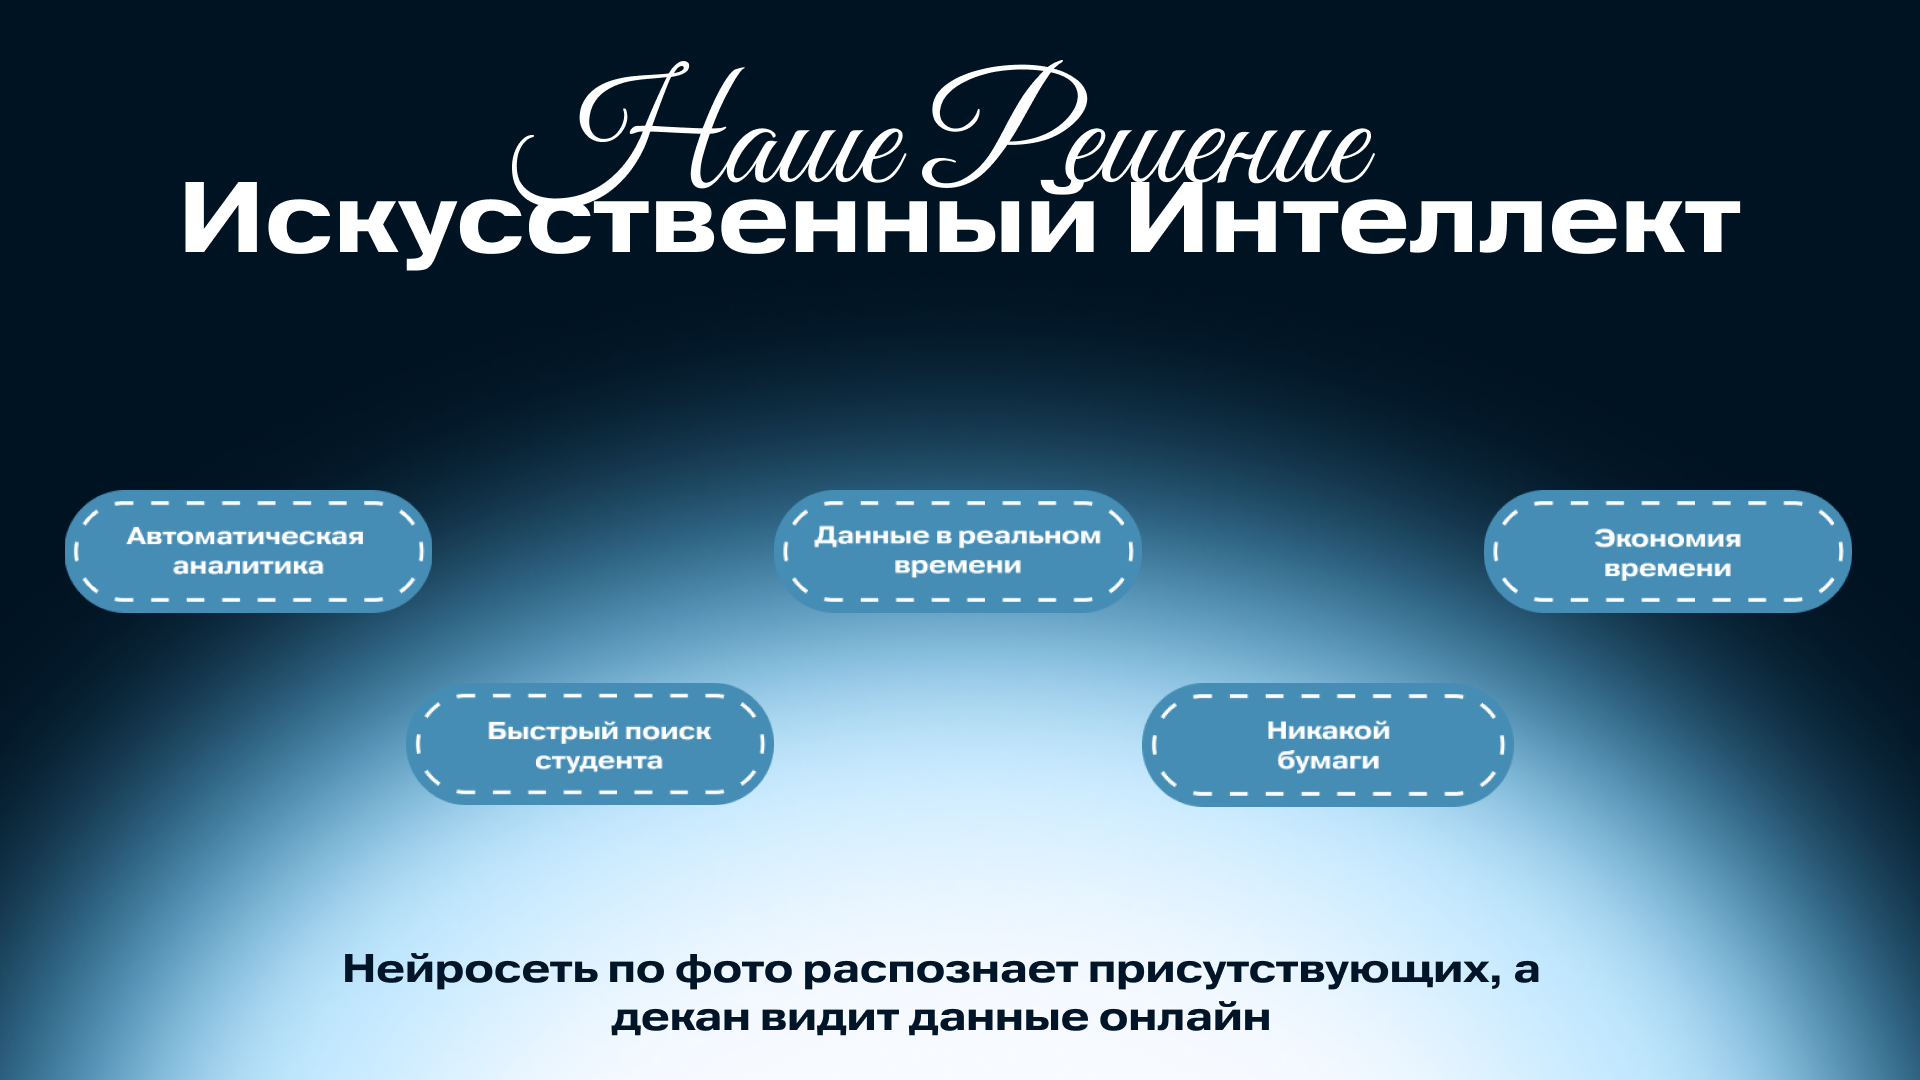 Наше Решение
Искусственный Интеллект
Автоматическая
аналитика
Данные в реальном
времени
Экономия
времени
Быстрый поиск
студента
Никакой
бумаги
Нейросеть по фото распознает присутствующих, а
декан видит данные онлайн